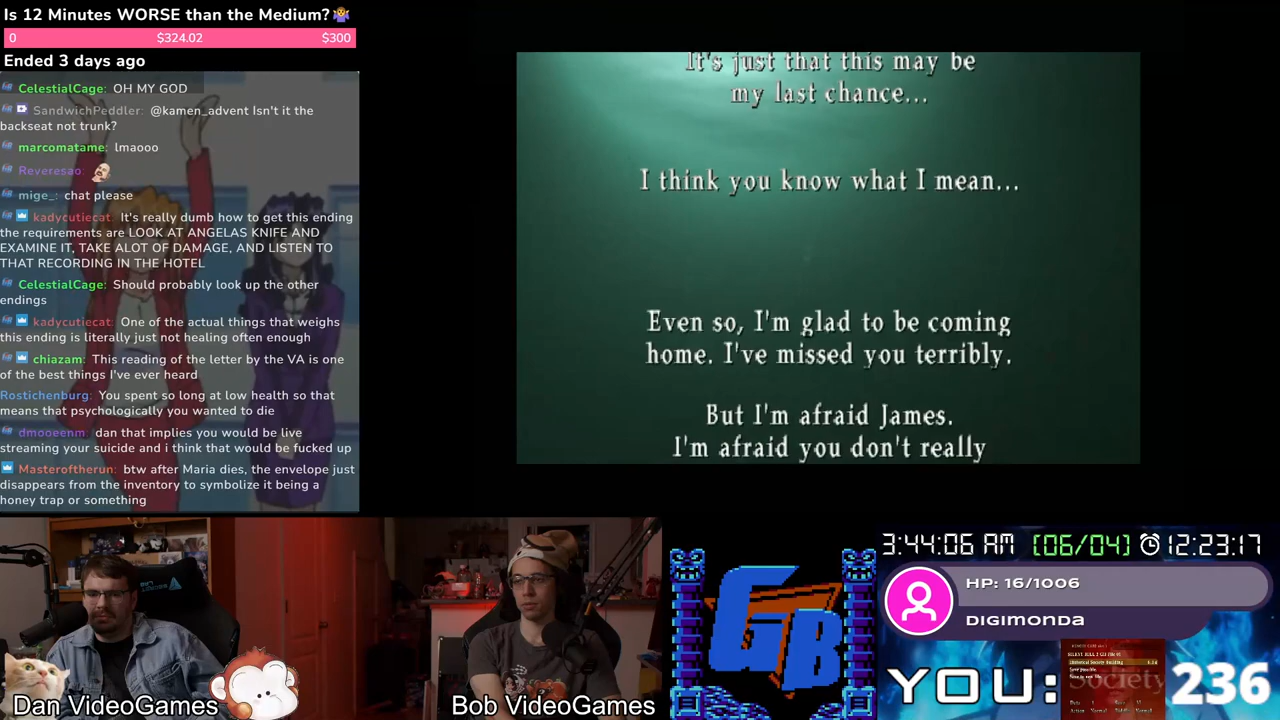 Is 12 Minutes WORSE than the Medium?
0 $324.02 $300
Ended 3 days ago
CelestialCage: OH MY GOD
SandwichPeddler: @kamen_advent Isn't it the
backseat not trunk?
marcomatame: lmaooo
Reveresao:
mige_: chat please
kadycutiecat: It's really dumb how to get this ending
the requirements are LOOK AT ANGELAS KNIFE AND
EXAMINE IT, TAKE ALOT OF DAMAGE, AND LISTEN TO
THAT RECORDING IN THE HOTEL
CelestialCage: Should probably look up the other
endings
kadycutiecat: One of the actual things that weighs
this ending is literally just not healing often enough
chiazam: This reading of the letter by the VA is one
of the best things I've ever heard
Rostichenburg: You spent so long at low health so that
means that psychologically you wanted to die
dmooeenm: dan that implies you would be live
streaming your suicide and i think that would be fucked up
Masteroftherun: btw after Maria dies, the envelope just
disappears from the inventory to symbolize it being a
honey trap or something
It's just that this may be
my last chance...
I think you know what I mean...
Even so, I'm glad to be coming
home. I've missed you terribly.
But I'm afraid James.
I'm afraid you don't really
Dan VideoGames
Bob VideoGames
GB
3:44:06 AM [06/04] 12:23:17
HP: 16/1006
DIGIMONDA
YOU: 236
Society